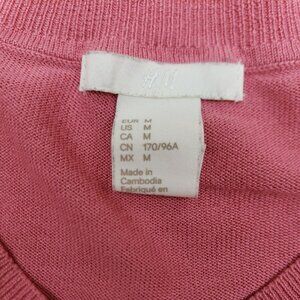 H&M
EUR M
US M
CA M
CN 170/96A
MX M
Made in
Cambodia
Fabriqué en